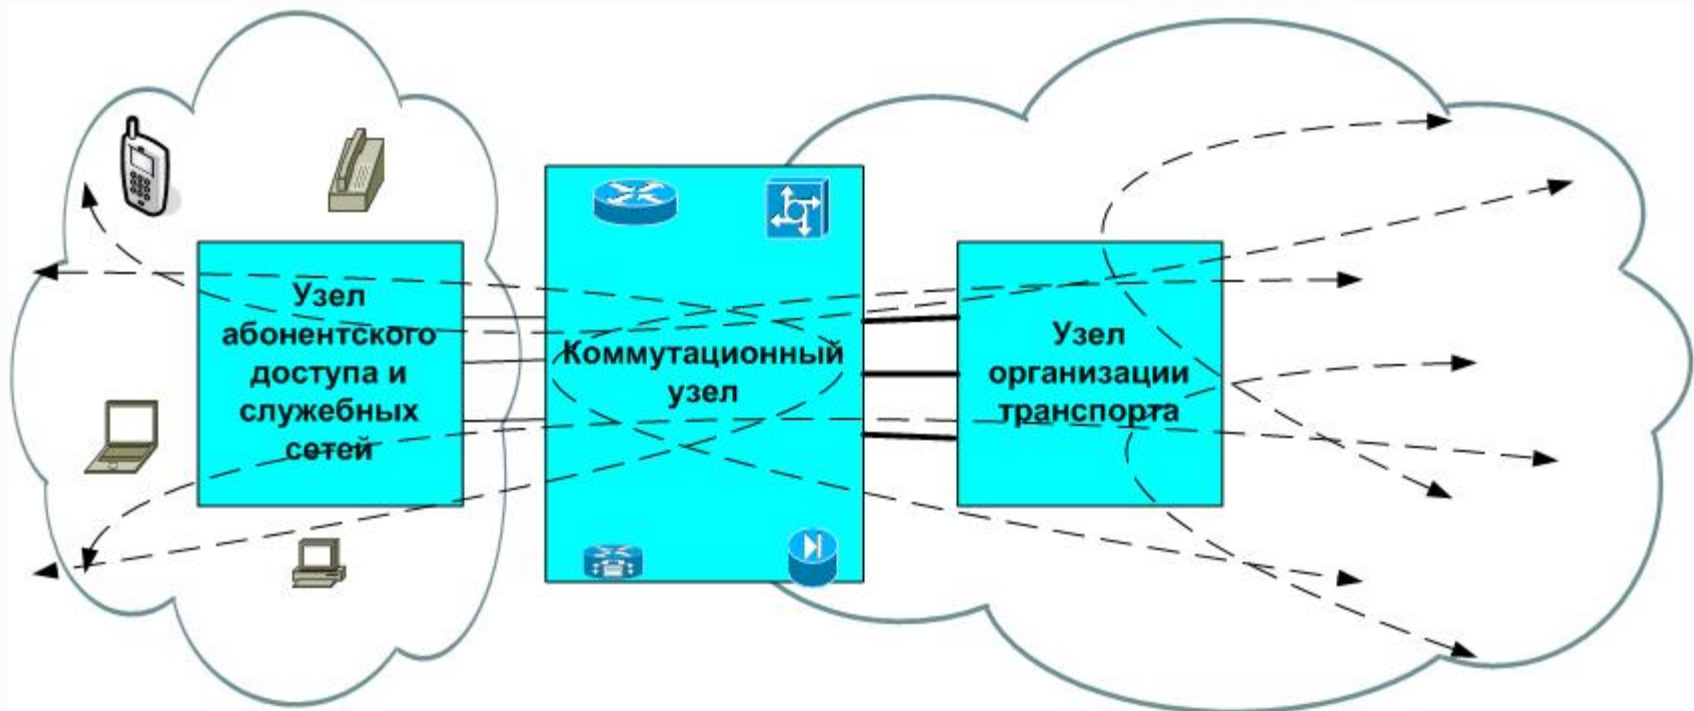 Узел
абонентского
доступа и
служебных
сетей
Коммутационный
узел
Узел
организации
транспорта